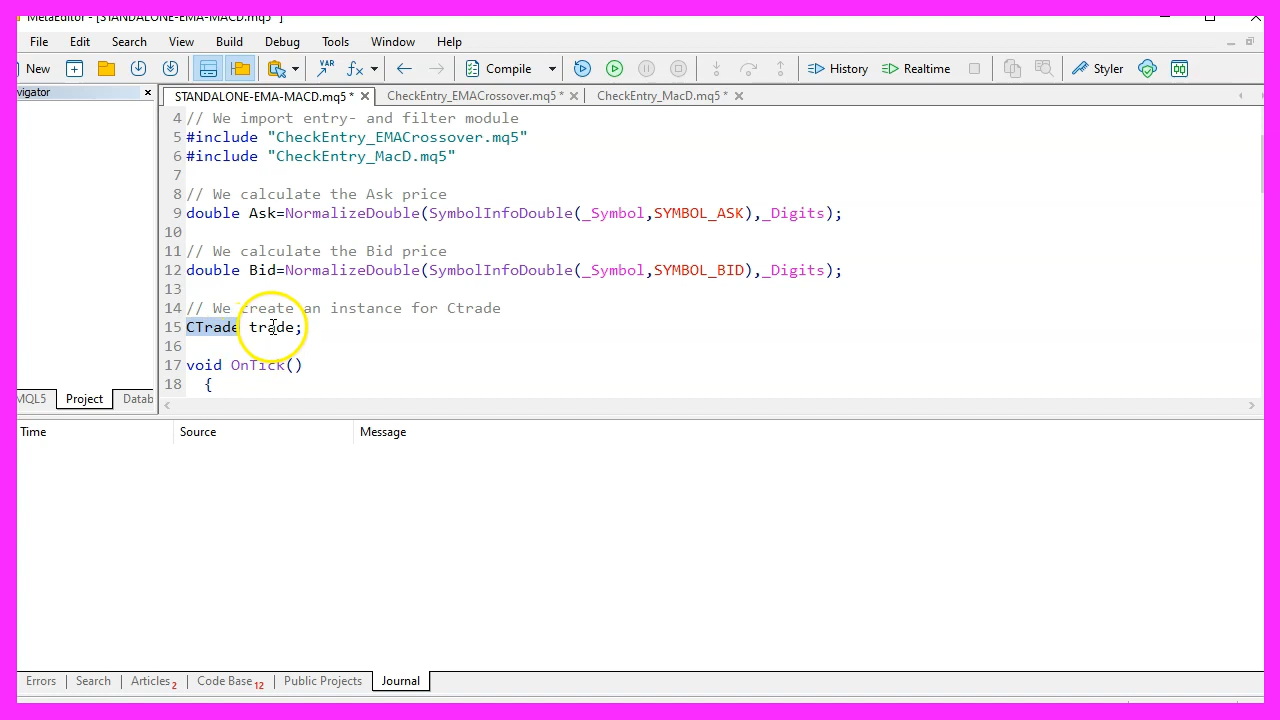 MetaEditor - [STANDALONE-EMA-MACD.mq5 *]
File Edit Search View Build Debug Tools Window Help
New VAR Compile History Realtime Styler
vigator × STANDALONE-EMA-MACD.mq5 * CheckEntry_EMACrossover.mq5 * CheckEntry_MacD.mq5 *
4 // We import entry- and filter module
5 #include "CheckEntry_EMACrossover.mq5"
6 #include "CheckEntry_MacD.mq5"
7
8 // We calculate the Ask price
9 double Ask=NormalizeDouble(SymbolInfoDouble(_Symbol,SYMBOL_ASK),_Digits);
10
11 // We calculate the Bid price
12 double Bid=NormalizeDouble(SymbolInfoDouble(_Symbol,SYMBOL_BID),_Digits);
13
14 // We create an instance for Ctrade
15 CTrade trade;
16
17 void OnTick()
18 {
MQL5 Project Datab
Time Source Message
Errors Search Articles 2 Code Base 12 Public Projects Journal